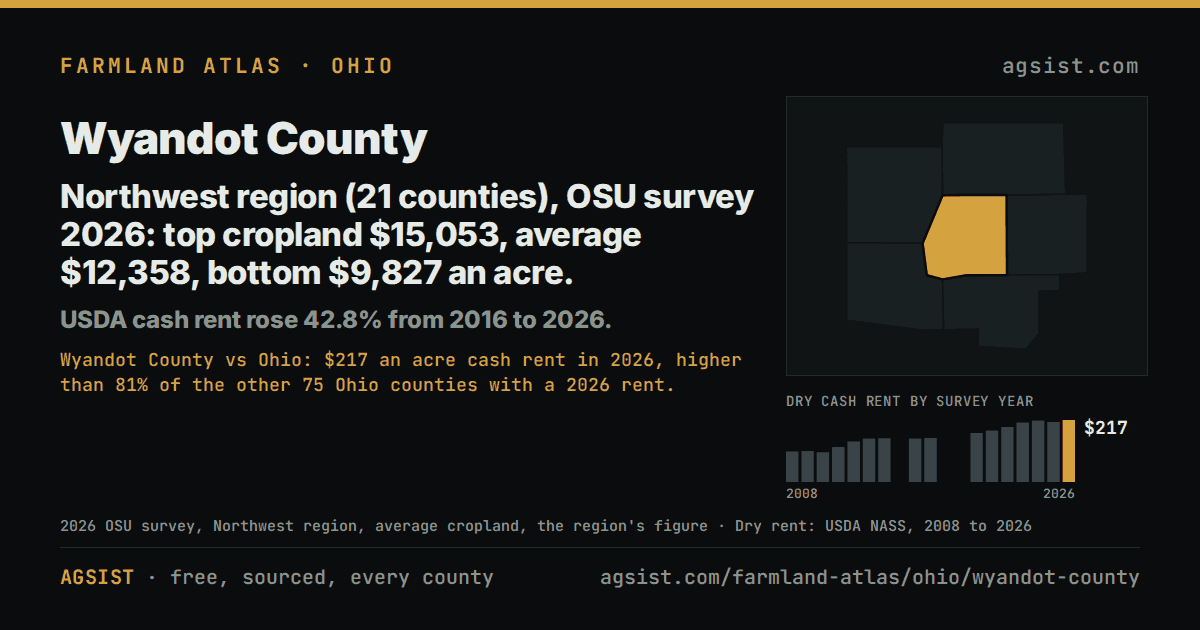 FARMLAND ATLAS · OHIO
agsist.com
Wyandot County
Northwest region (21 counties), OSU survey
2026: top cropland $15,053, average
$12,358, bottom $9,827 an acre.
USDA cash rent rose 42.8% from 2016 to 2026.
Wyandot County vs Ohio: $217 an acre cash rent in 2026, higher
than 81% of the other 75 Ohio counties with a 2026 rent.
DRY CASH RENT BY SURVEY YEAR
$217
2008
2026
2026 OSU survey, Northwest region, average cropland, the region's figure · Dry rent: USDA NASS, 2008 to 2026
AGSIST · free, sourced, every county
agsist.com/farmland-atlas/ohio/wyandot-county